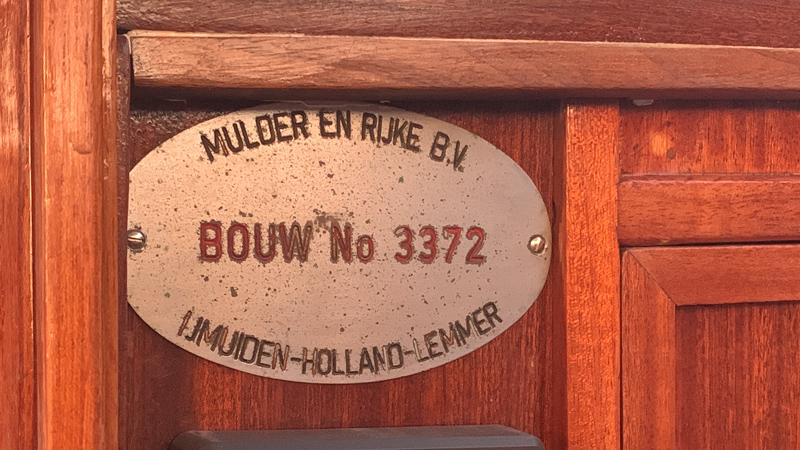 MULDER EN RIJKE B.V.
BOUW No 3372
IJMUIDEN-HOLLAND-LEMMER